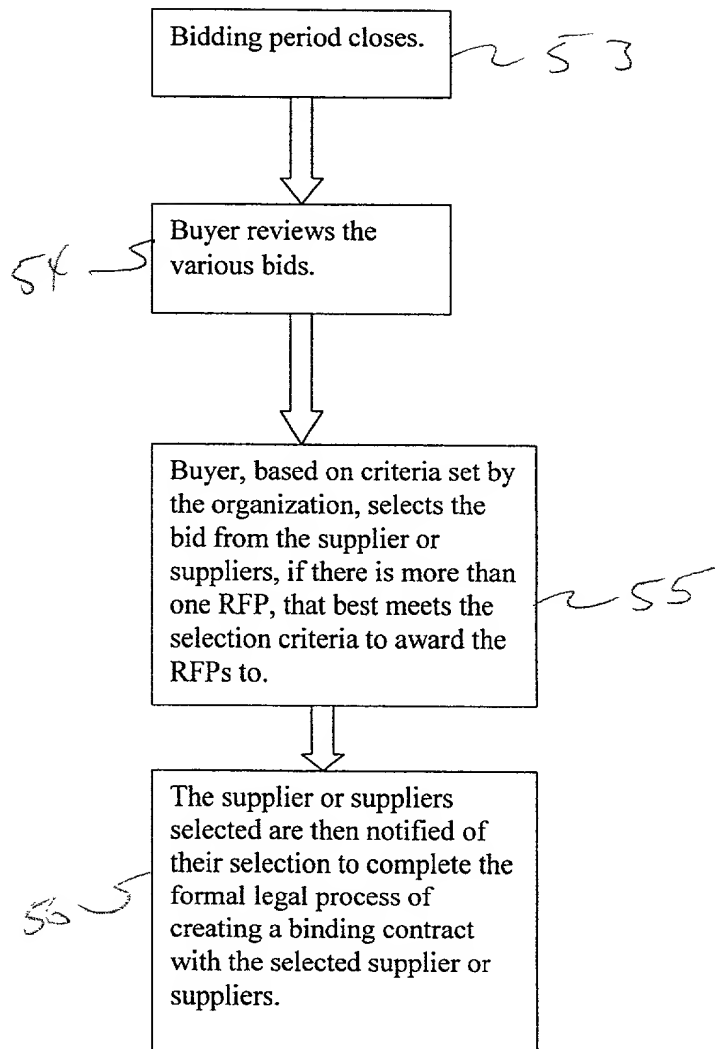 Bidding period closes.
53
Buyer reviews the
various bids.
54
Buyer, based on criteria set by
the organization, selects the
bid from the supplier or
suppliers, if there is more than
one RFP, that best meets the
selection criteria to award the
RFPs to.
55
The supplier or suppliers
selected are then notified of
their selection to complete the
formal legal process of
creating a binding contract
with the selected supplier or
suppliers.